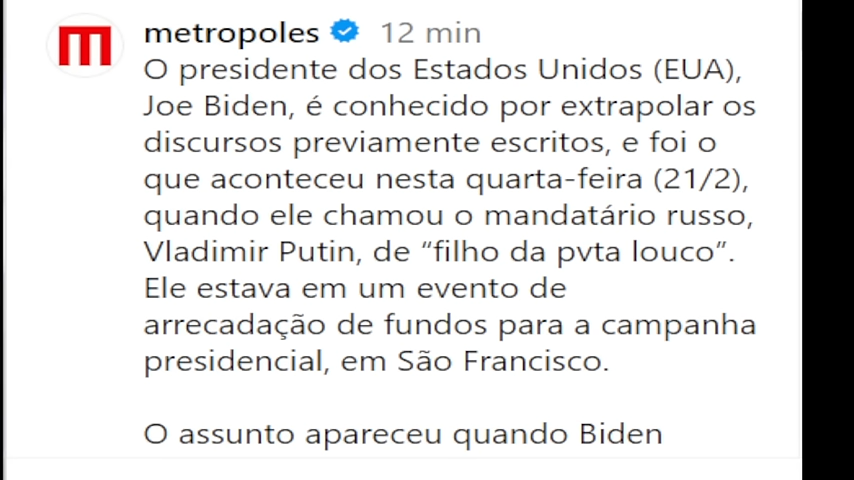 metropoles 12 min
O presidente dos Estados Unidos (EUA),
Joe Biden, é conhecido por extrapolar os
discursos previamente escritos, e foi o
que aconteceu nesta quarta-feira (21/2),
quando ele chamou o mandatário russo,
Vladimir Putin, de “filho da pvta louco”.
Ele estava em um evento de
arrecadação de fundos para a campanha
presidencial, em São Francisco.
O assunto apareceu quando Biden